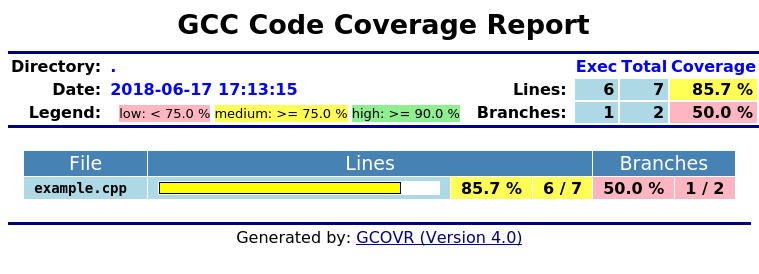 GCC Code Coverage Report
Directory: . Exec Total Coverage
Date: 2018-06-17 17:13:15 Lines: 6 7 85.7 %
Legend: low: < 75.0 % medium: >= 75.0 % high: >= 90.0 % Branches: 1 2 50.0 %
File Lines Branches
example.cpp 85.7 % 6 / 7 50.0 % 1 / 2
Generated by: GCOVR (Version 4.0)